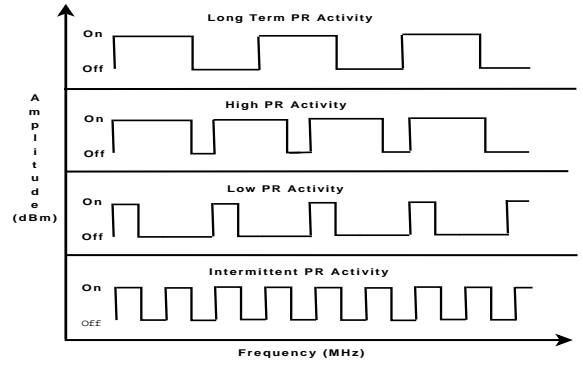 Long Term PR Activity
On
Off
High PR Activity
On
Off
Low PR Activity
On
Off
Intermittent PR Activity
On
Off
Amplitude
(dBm)
Frequency (MHz)